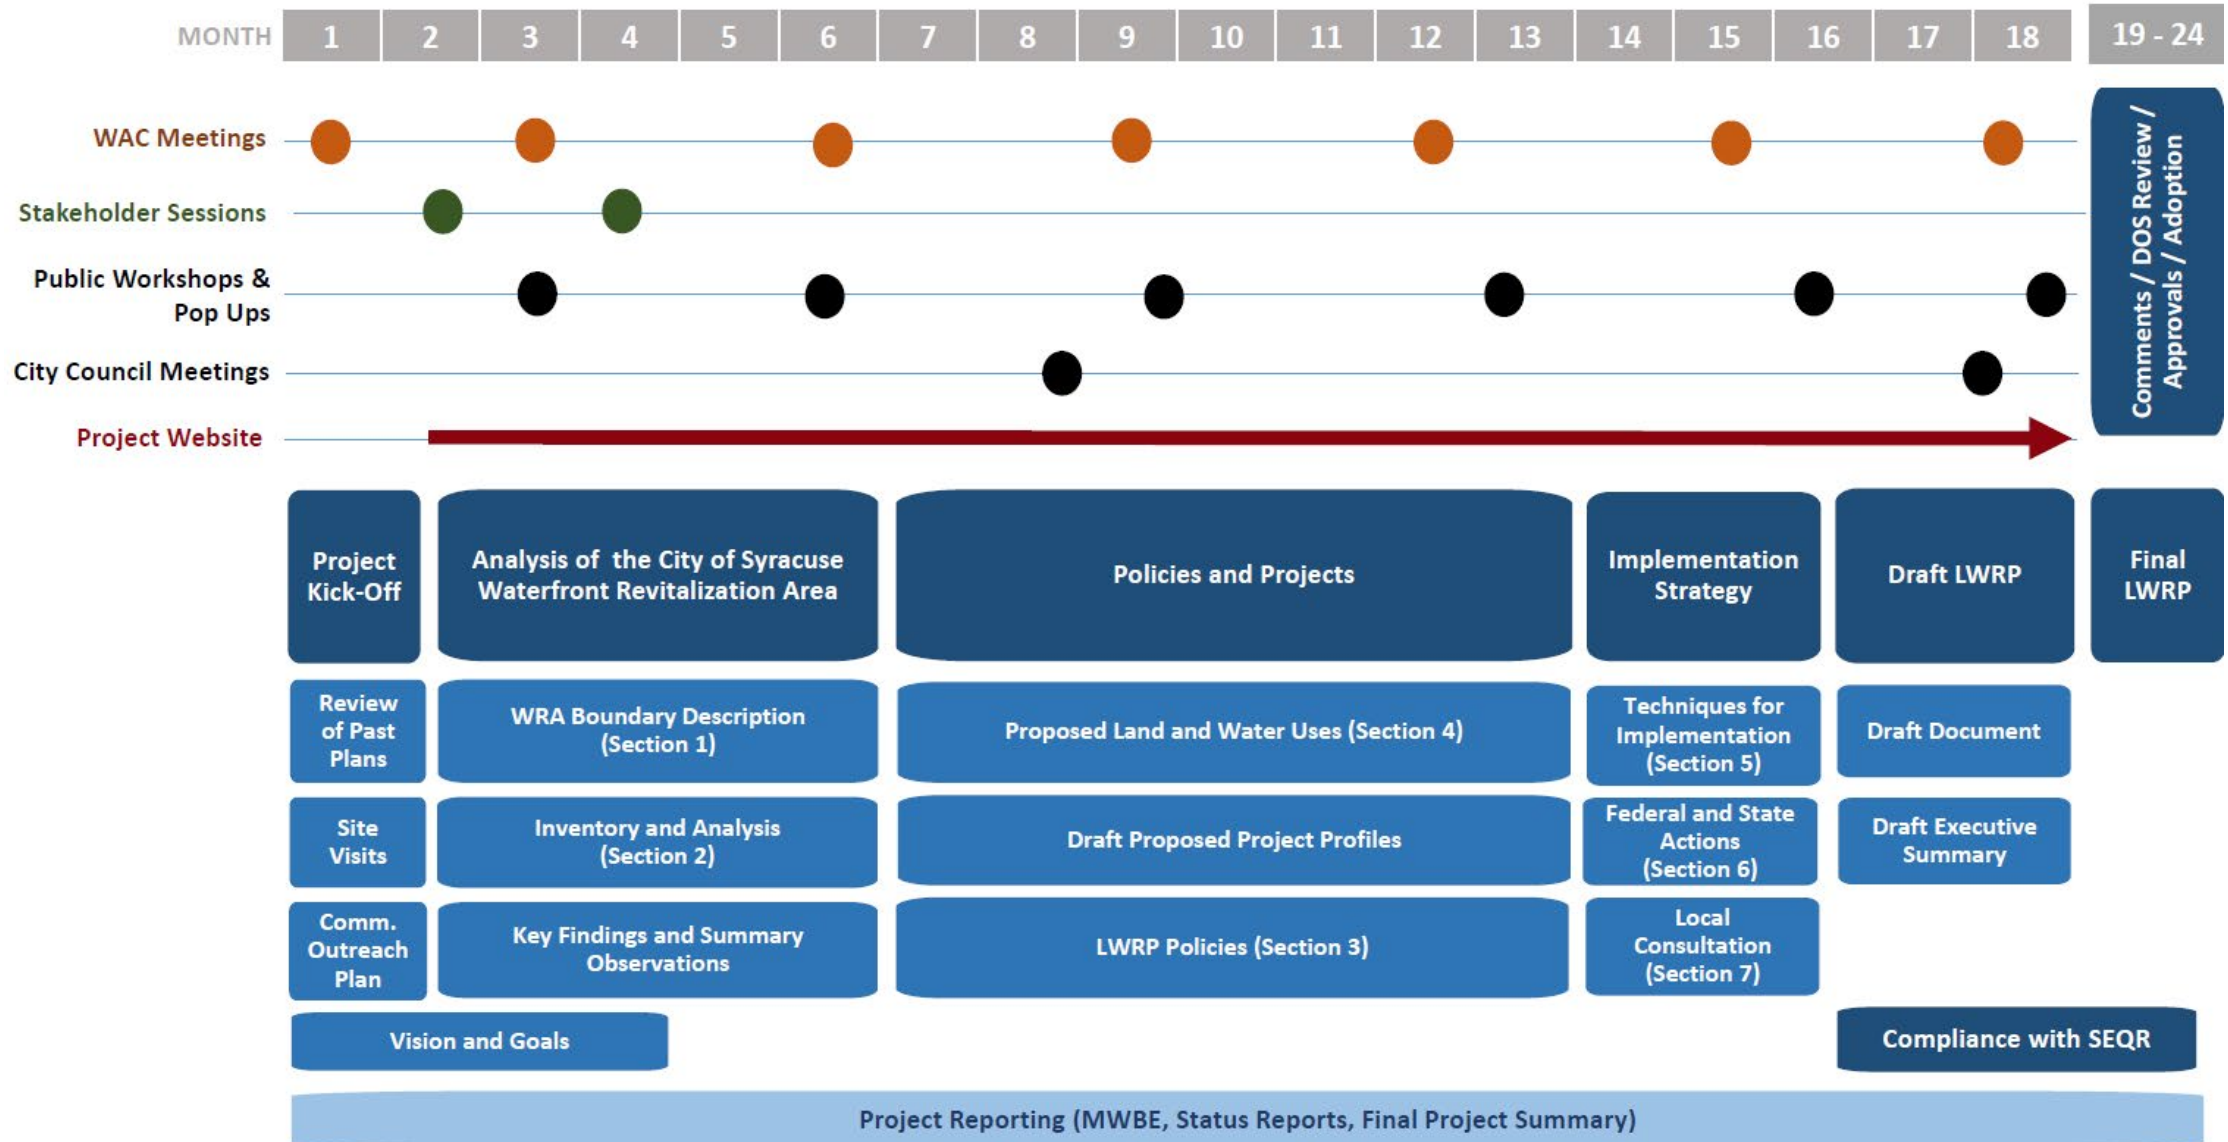 MONTH 1 2 3 4 5 6 7 8 9 10 11 12 13 14 15 16 17 18 19 - 24
WAC Meetings
Stakeholder Sessions
Public Workshops &
Pop Ups
City Council Meetings
Project Website
Comments / DOS Review /
Approvals / Adoption
Project
Kick-Off
Analysis of the City of Syracuse
Waterfront Revitalization Area
Policies and Projects
Implementation
Strategy
Draft LWRP
Final
LWRP
Review
of Past
Plans
WRA Boundary Description
(Section 1)
Proposed Land and Water Uses (Section 4)
Techniques for
Implementation
(Section 5)
Draft Document
Site
Visits
Inventory and Analysis
(Section 2)
Draft Proposed Project Profiles
Federal and State
Actions
(Section 6)
Draft Executive
Summary
Comm.
Outreach
Plan
Key Findings and Summary
Observations
LWRP Policies (Section 3)
Local
Consultation
(Section 7)
Vision and Goals
Compliance with SEQR
Project Reporting (MWBE, Status Reports, Final Project Summary)